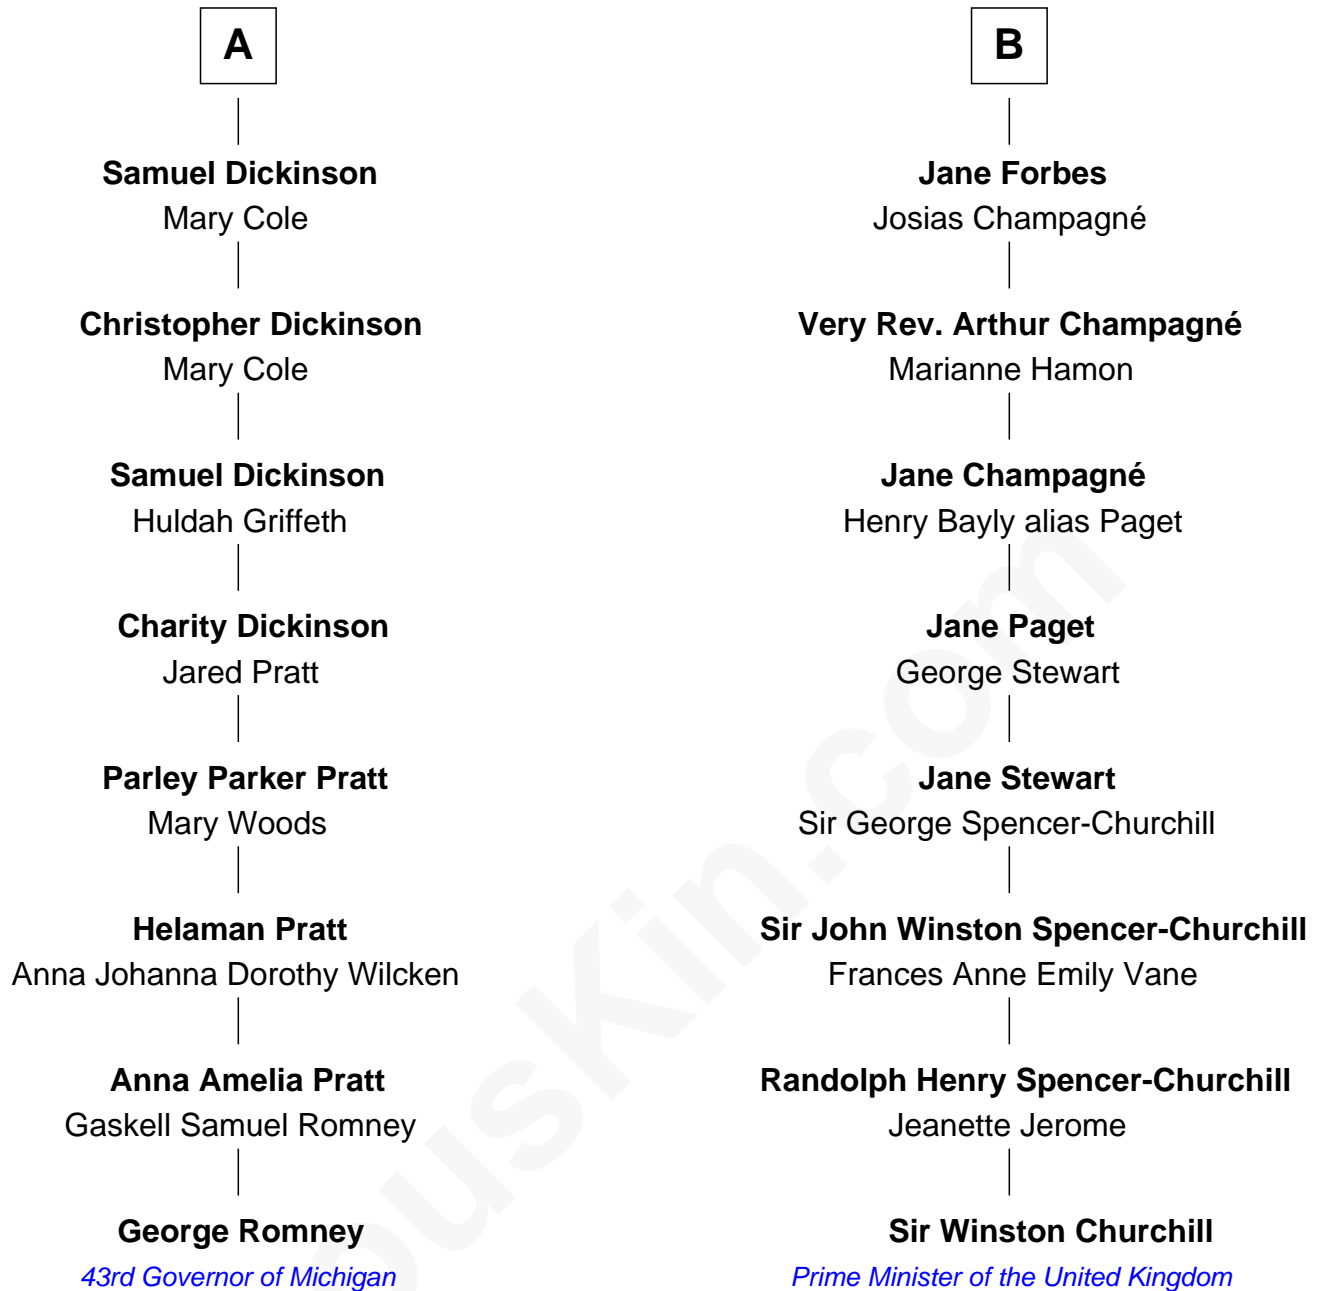 A
Samuel Dickinson
Mary Cole
Christopher Dickinson
Mary Cole
Samuel Dickinson
Huldah Griffeth
Charity Dickinson
Jared Pratt
Parley Parker Pratt
Mary Woods
Helaman Pratt
Anna Johanna Dorothy Wilcken
Anna Amelia Pratt
Gaskell Samuel Romney
George Romney
43rd Governor of Michigan
B
Jane Forbes
Josias Champagné
Very Rev. Arthur Champagné
Marianne Hamon
Jane Champagné
Henry Bayly alias Paget
Jane Paget
George Stewart
Jane Stewart
Sir George Spencer-Churchill
Sir John Winston Spencer-Churchill
Frances Anne Emily Vane
Randolph Henry Spencer-Churchill
Jeanette Jerome
Sir Winston Churchill
Prime Minister of the United Kingdom
ousKin.com